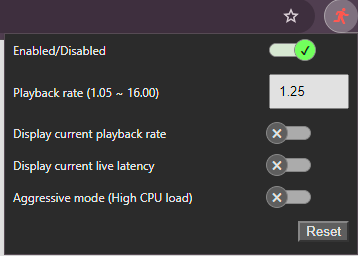 Enabled/Disabled
Playback rate (1.05 ~ 16.00) 1.25
Display current playback rate
Display current live latency
Aggressive mode (High CPU load)
Reset